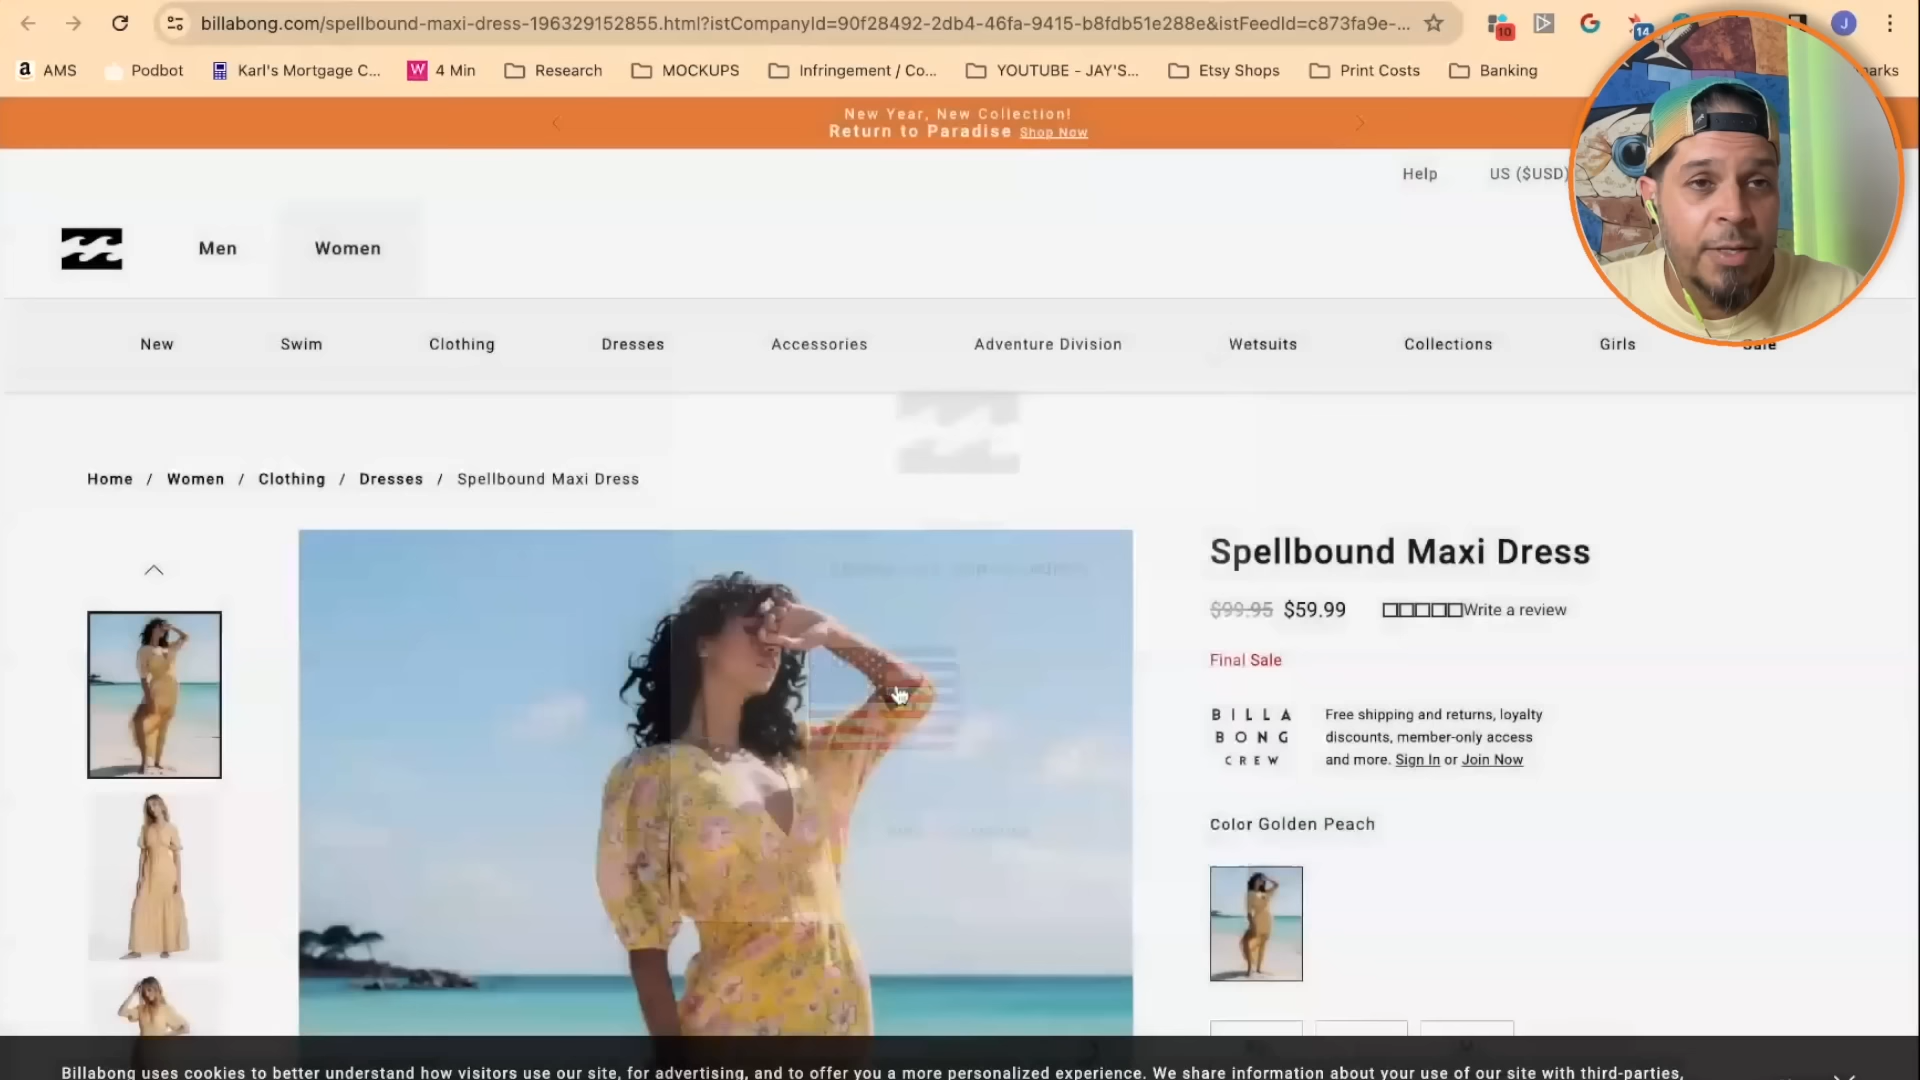 billabong.com/spellbound-maxi-dress-196329152855.html?istCompanyId=90f28492-2db4-46fa-9415-b8fdb51e288e&istFeedId=c873fa9e-...
10
14
J
a AMS
Podbot
Karl's Mortgage C...
W 4 Min
Research
MOCKUPS
Infringement / Co...
YOUTUBE - JAY'S...
Etsy Shops
Print Costs
Banking
New Year, New Collection!
Return to Paradise Shop Now
Help
US ($USD)
Men
Women
New
Swim
Clothing
Dresses
Accessories
Adventure Division
Wetsuits
Collections
Girls
Sale
Home / Women / Clothing / Dresses / Spellbound Maxi Dress
Spellbound Maxi Dress
$99.95 $59.99
Write a review
Final Sale
BILLA
BONG
CREW
Free shipping and returns, loyalty
discounts, member-only access
and more. Sign In or Join Now
Color Golden Peach
Billabong uses cookies to better understand how visitors use our site, for advertising, and to offer you a more personalized experience. We share information about your use of our site with third-parties,